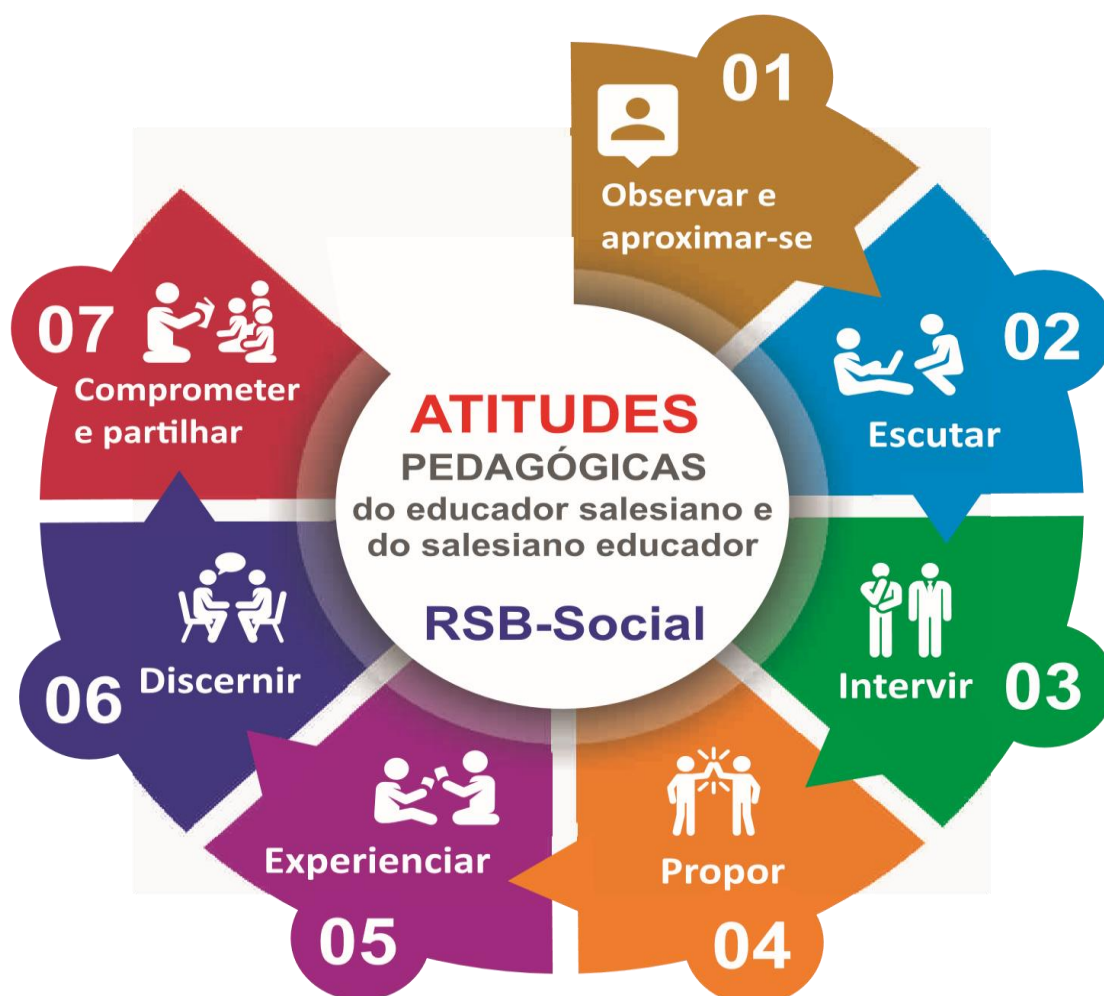 ATITUDES
PEDAGÓGICAS
do educador salesiano e
do salesiano educador
RSB-Social
01
Observar e
aproximar-se
02
Escutar
03
Intervir
04
Propor
05
Experienciar
06
Discernir
07
Comprometer
e partilhar